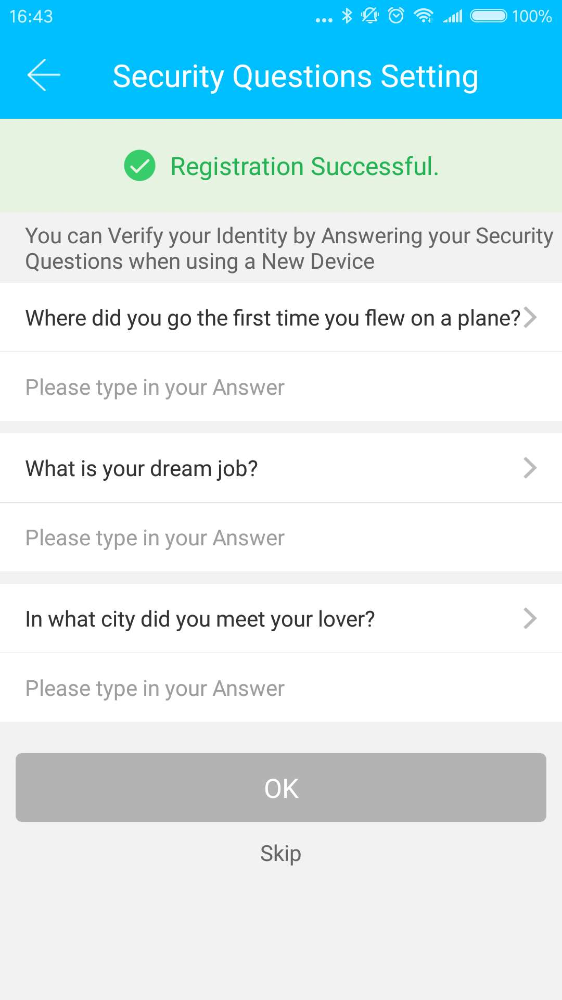 16:43
100%
Security Questions Setting
Registration Successful.
You can Verify your Identity by Answering your Security
Questions when using a New Device
Where did you go the first time you flew on a plane?
Please type in your Answer
What is your dream job?
Please type in your Answer
In what city did you meet your lover?
Please type in your Answer
OK
Skip